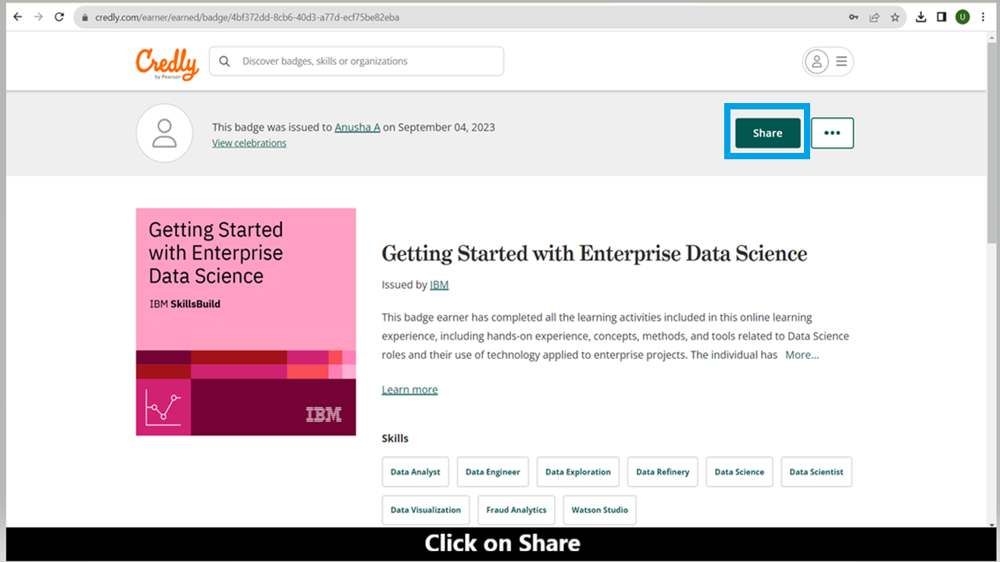 credly.com/earner/earned/badge/4bf372dd-8cb6-40d3-a77d-ecf75be82eba
U
Credly
by Pearson
Discover badges, skills or organizations
This badge was issued to Anusha A on September 04, 2023
View celebrations
Share
•••
Getting Started
with Enterprise
Data Science
IBM SkillsBuild
IBM
Getting Started with Enterprise Data Science
Issued by IBM
This badge earner has completed all the learning activities included in this online learning
experience, including hands-on experience, concepts, methods, and tools related to Data Science
roles and their use of technology applied to enterprise projects. The individual has More...
Learn more
Skills
Data Analyst Data Engineer Data Exploration Data Refinery Data Science Data Scientist
Data Visualization Fraud Analytics Watson Studio
Click on Share